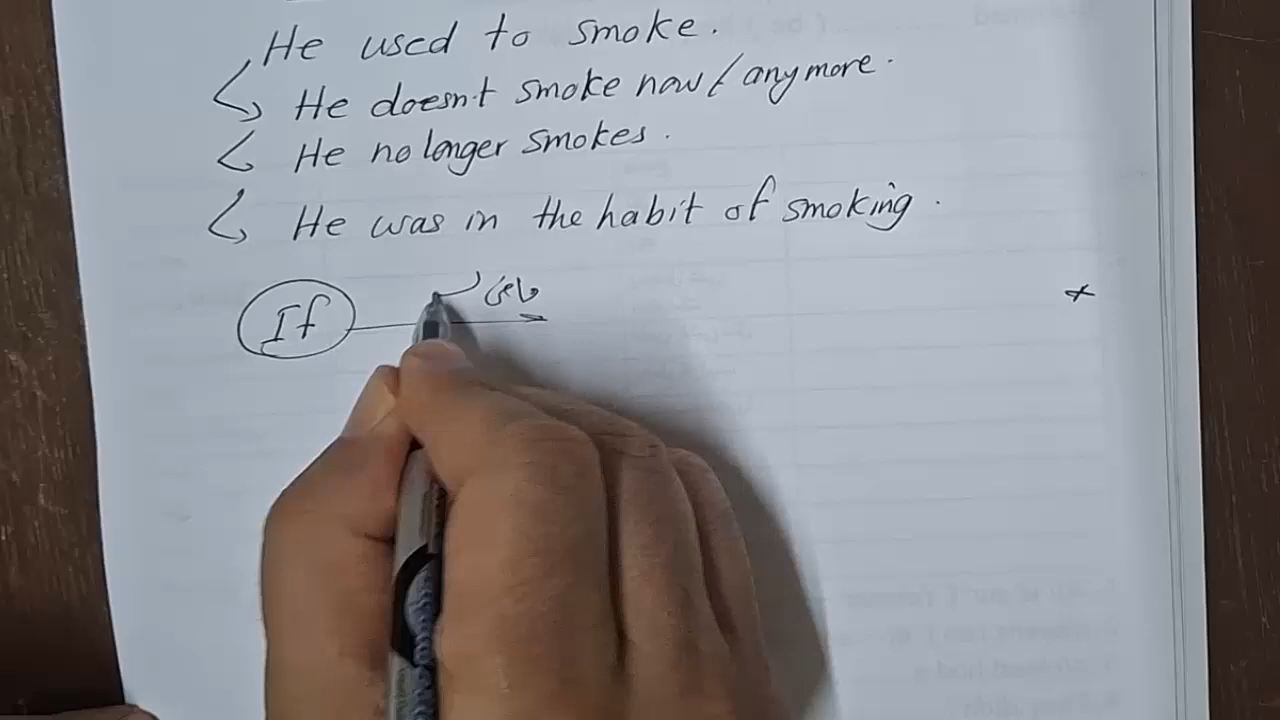 He used to smoke.
He doesn't smoke now / anymore.
He no longer smokes.
He was in the habit of smoking.
If ماضى